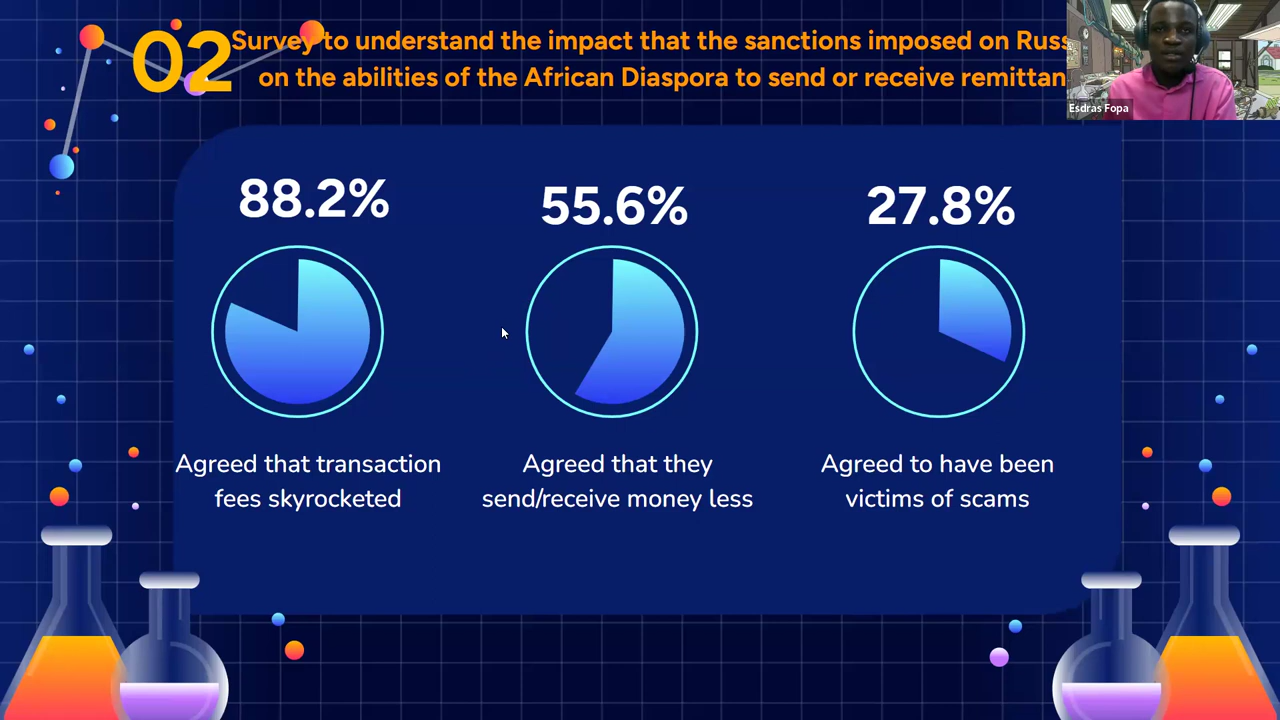 02
Survey to understand the impact that the sanctions imposed on
on the abilities of the African Diaspora to send or receive
Esdras Fopa
88.2%
55.6%
27.8%
Agreed that transaction
fees skyrocketed
Agreed that they
send/receive money less
Agreed to have been
victims of scams